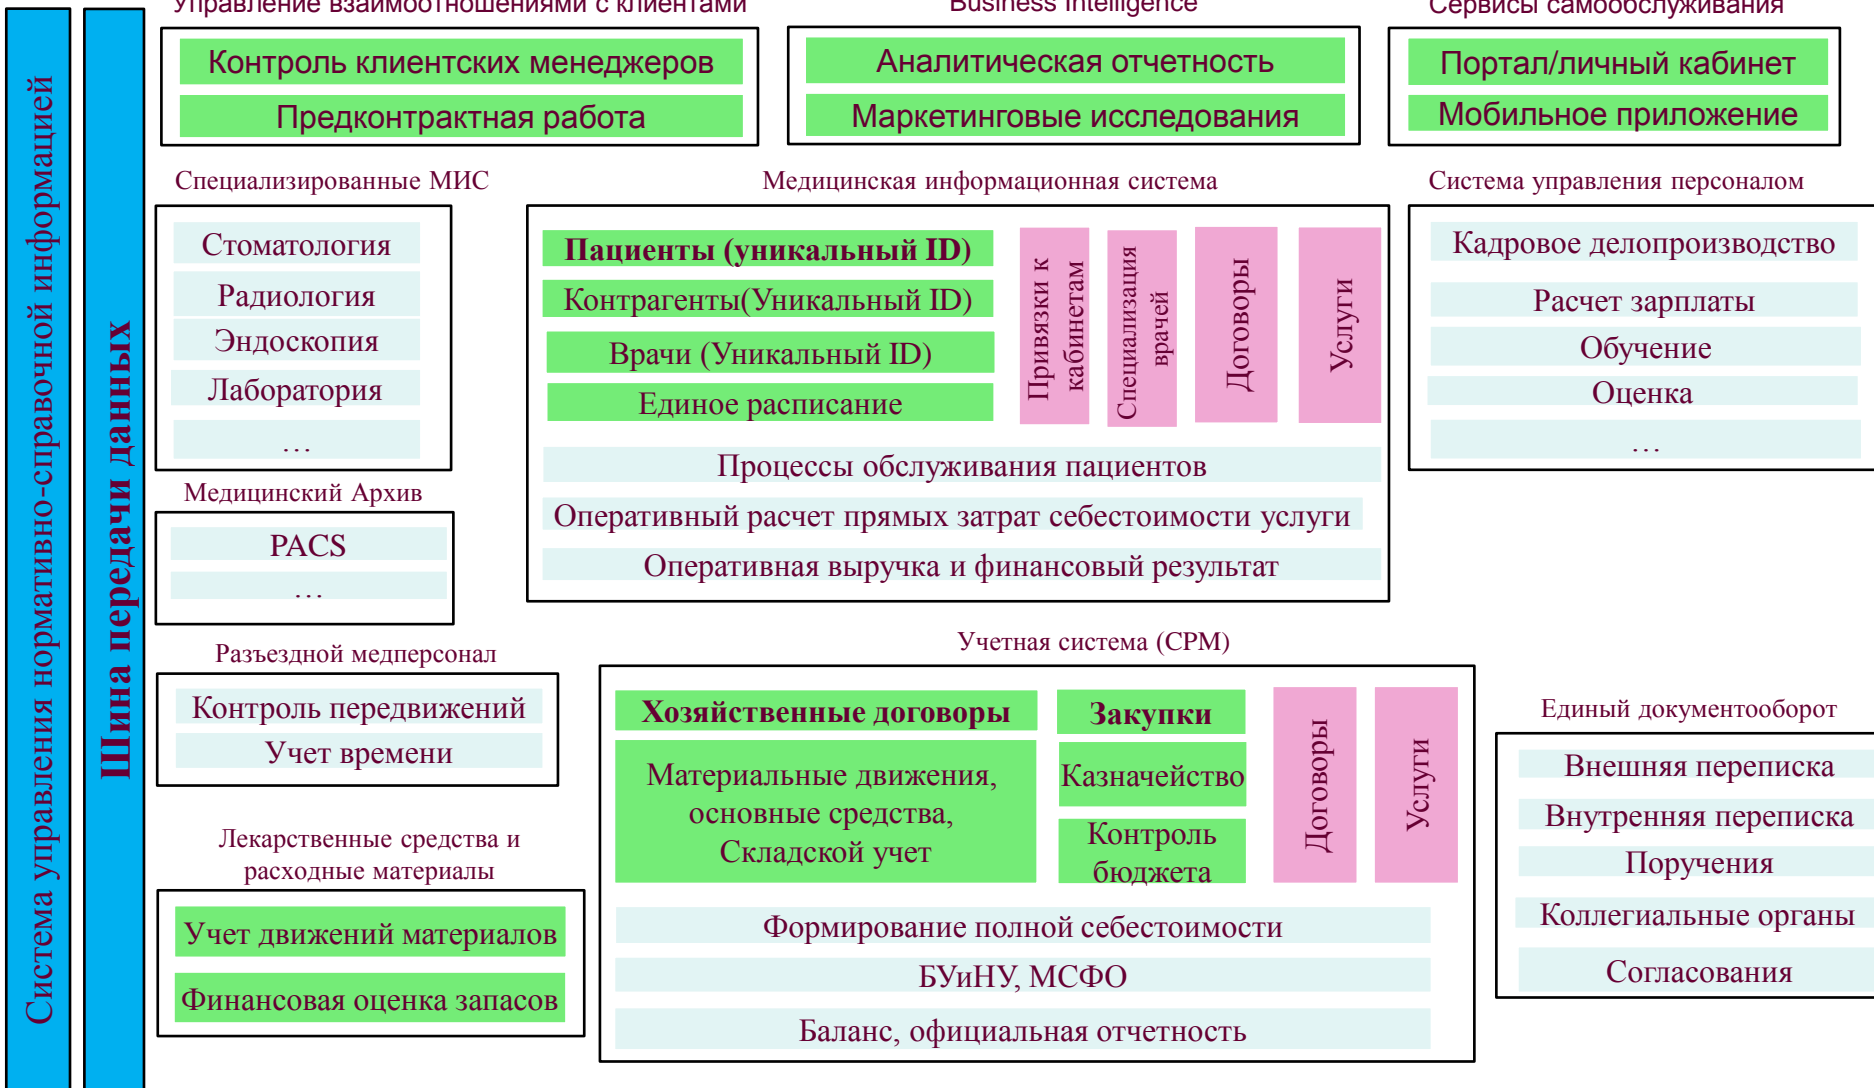 Система управления нормативно-справочной информацией
Шина передачи данных
Управление взаимоотношениями с клиентами
Контроль клиентских менеджеров
Предконтрактная работа
Business Intelligence
Аналитическая отчетность
Маркетинговые исследования
Сервисы самообслуживания
Портал/личный кабинет
Мобильное приложение
Специализированные МИС
Стоматология
Радиология
Эндоскопия
Лаборатория
…
Медицинская информационная система
Пациенты (уникальный ID)
Контрагенты(Уникальный ID)
Врачи (Уникальный ID)
Единое расписание
Привязки к
кабинетам
Специализация
врачей
Договоры
Услуги
Процессы обслуживания пациентов
Оперативный расчет прямых затрат себестоимости услуги
Оперативная выручка и финансовый результат
Система управления персоналом
Кадровое делопроизводство
Расчет зарплаты
Обучение
Оценка
…
Медицинский Архив
PACS
…
Разъездной медперсонал
Контроль передвижений
Учет времени
Лекарственные средства и
расходные материалы
Учет движений материалов
Финансовая оценка запасов
Учетная система (CPM)
Хозяйственные договоры
Материальные движения,
основные средства,
Складской учет
Закупки
Казначейство
Контроль
бюджета
Договоры
Услуги
Формирование полной себестоимости
БУиНУ, МСФО
Баланс, официальная отчетность
Единый документооборот
Внешняя переписка
Внутренняя переписка
Поручения
Коллегиальные органы
Согласования